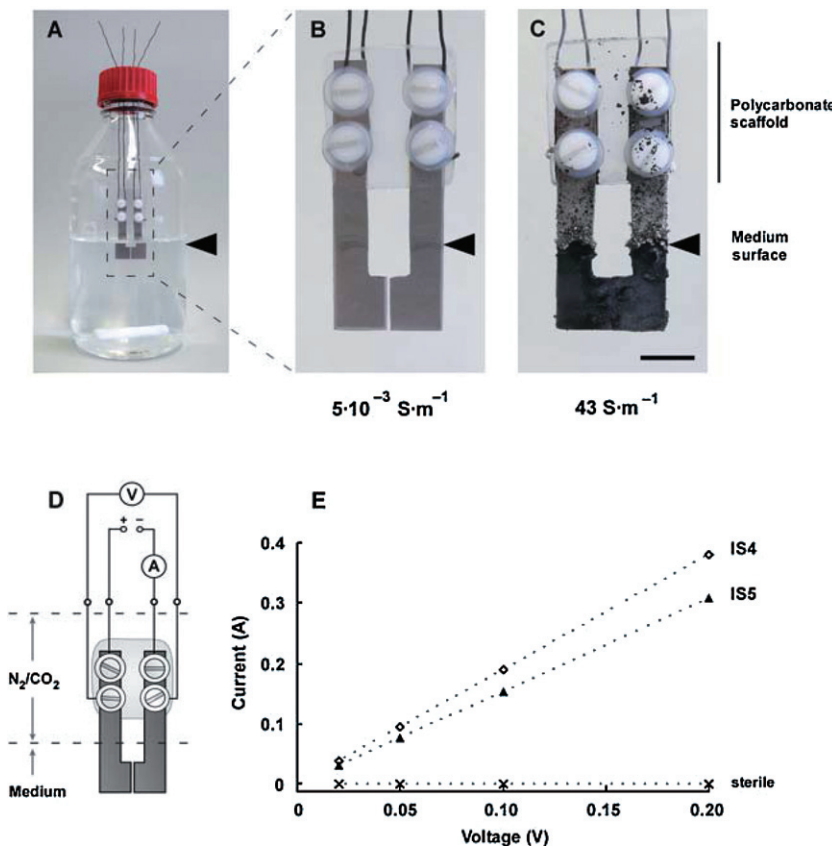 A
B
C
Polycarbonate
scaffold
Medium
surface
5·10⁻³ S·m⁻¹
43 S·m⁻¹
D
V
+ −
A
N₂/CO₂
Medium
E
Current (A)
0.4
0.3
0.2
0.1
0
IS4
IS5
sterile
0 0.05 0.10 0.15 0.20
Voltage (V)